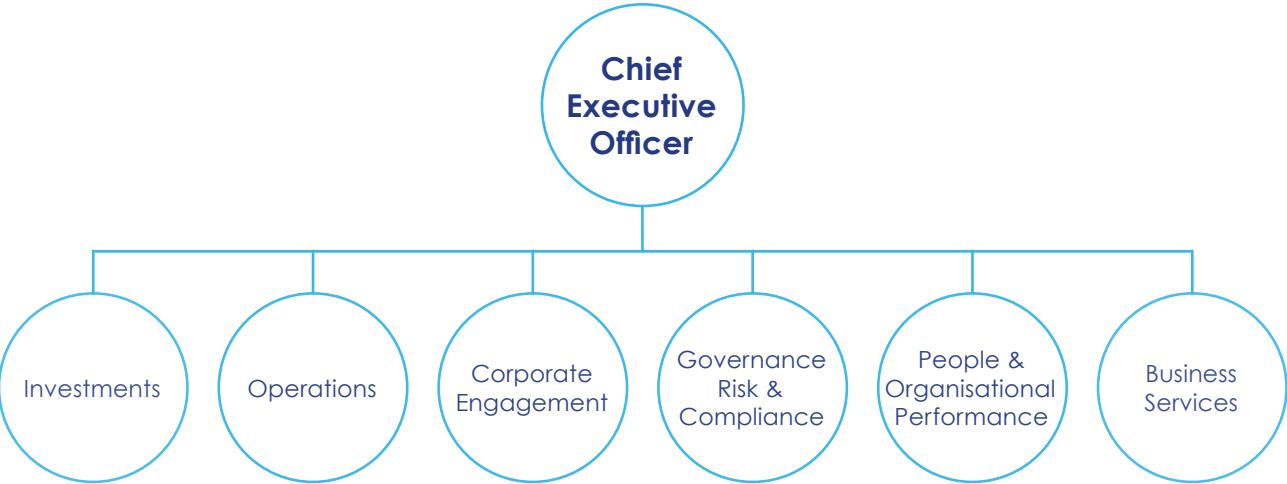 Chief
Executive
Officer
Investments
Operations
Corporate
Engagement
Governance
Risk &
Compliance
People &
Organisational
Performance
Business
Services